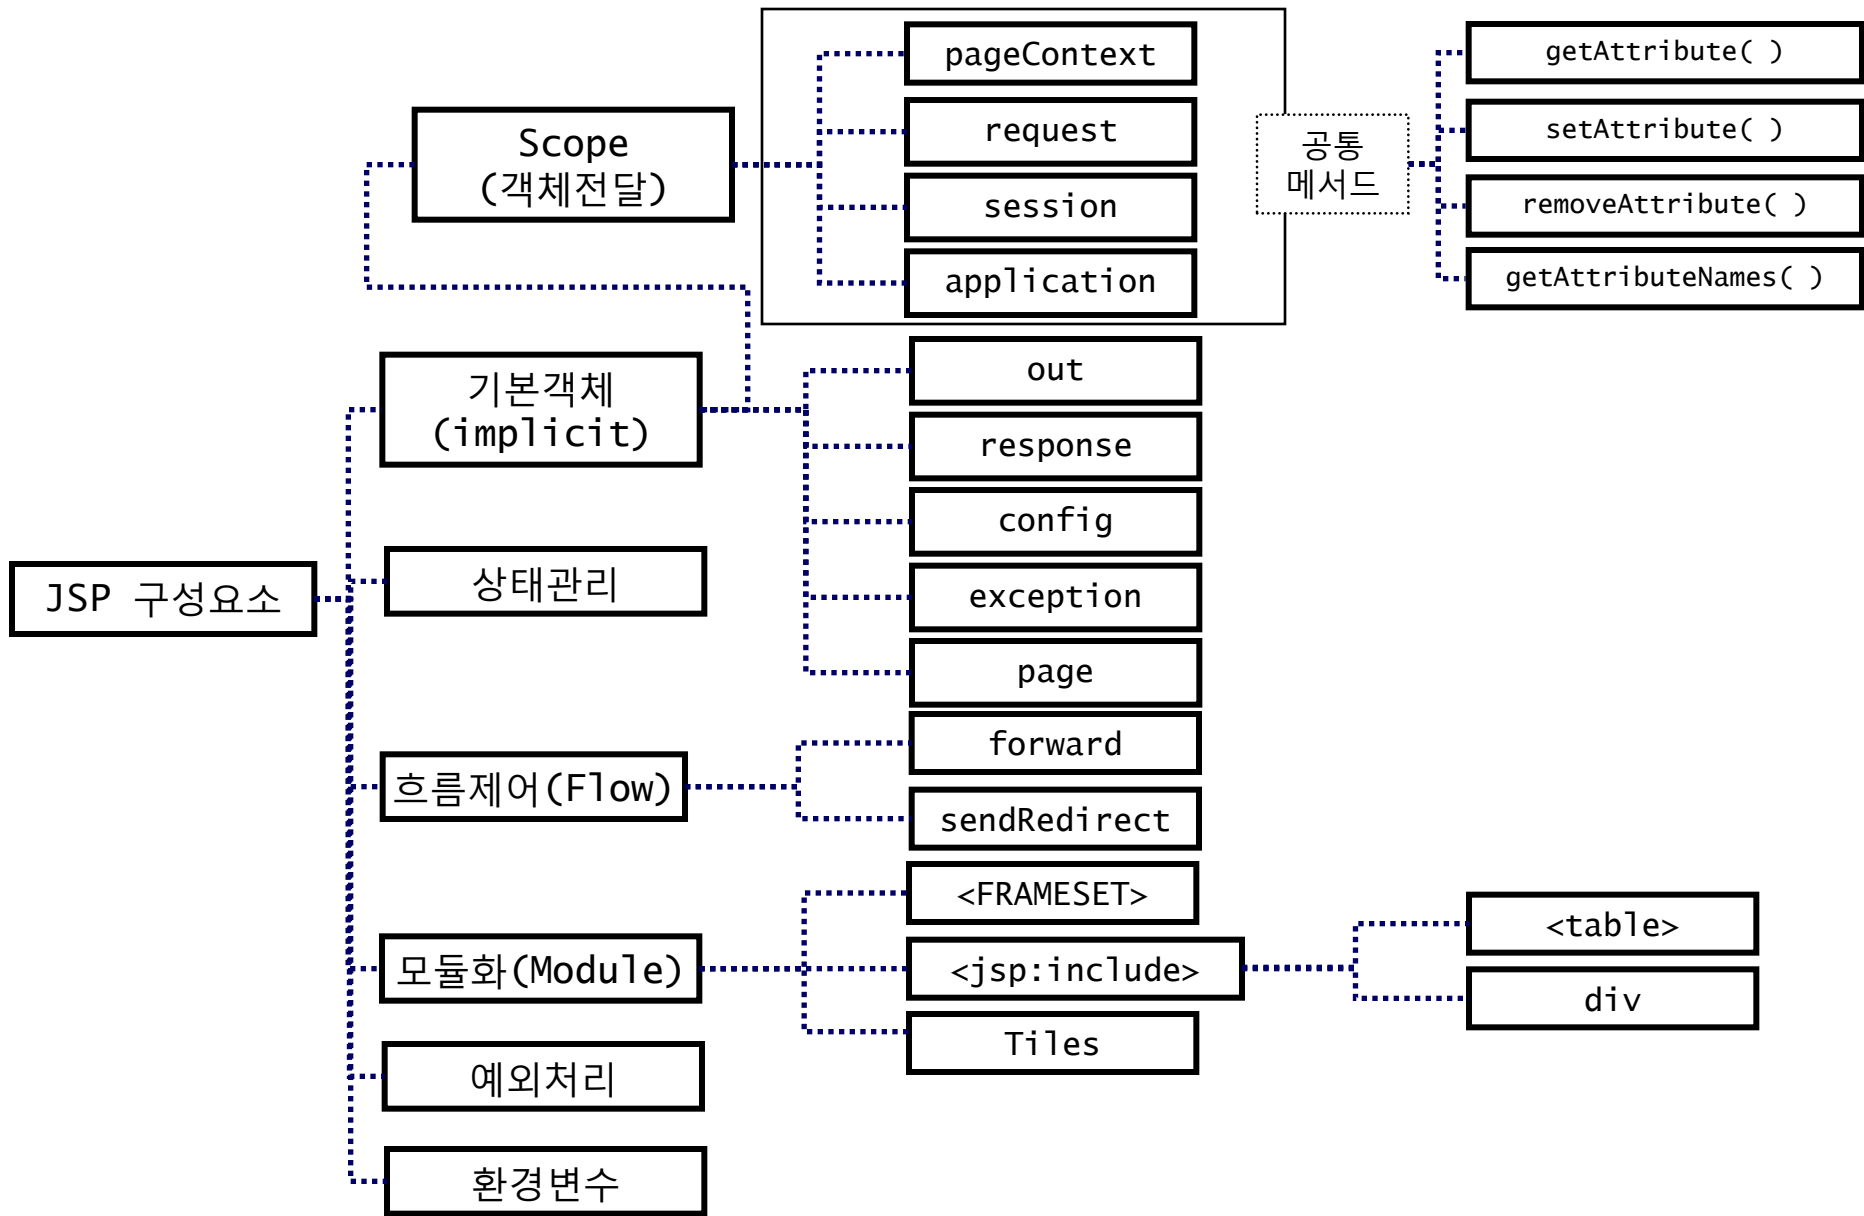 pageContext
request
session
application
Scope
(객체전달)
공통
메서드
getAttribute( )
setAttribute( )
removeAttribute( )
getAttributeNames( )
기본객체
(implicit)
out
response
config
exception
page
JSP 구성요소
상태관리
흐름제어(Flow)
forward
sendRedirect
모듈화(Module)
<FRAMESET>
<jsp:include>
Tiles
<table>
div
예외처리
환경변수